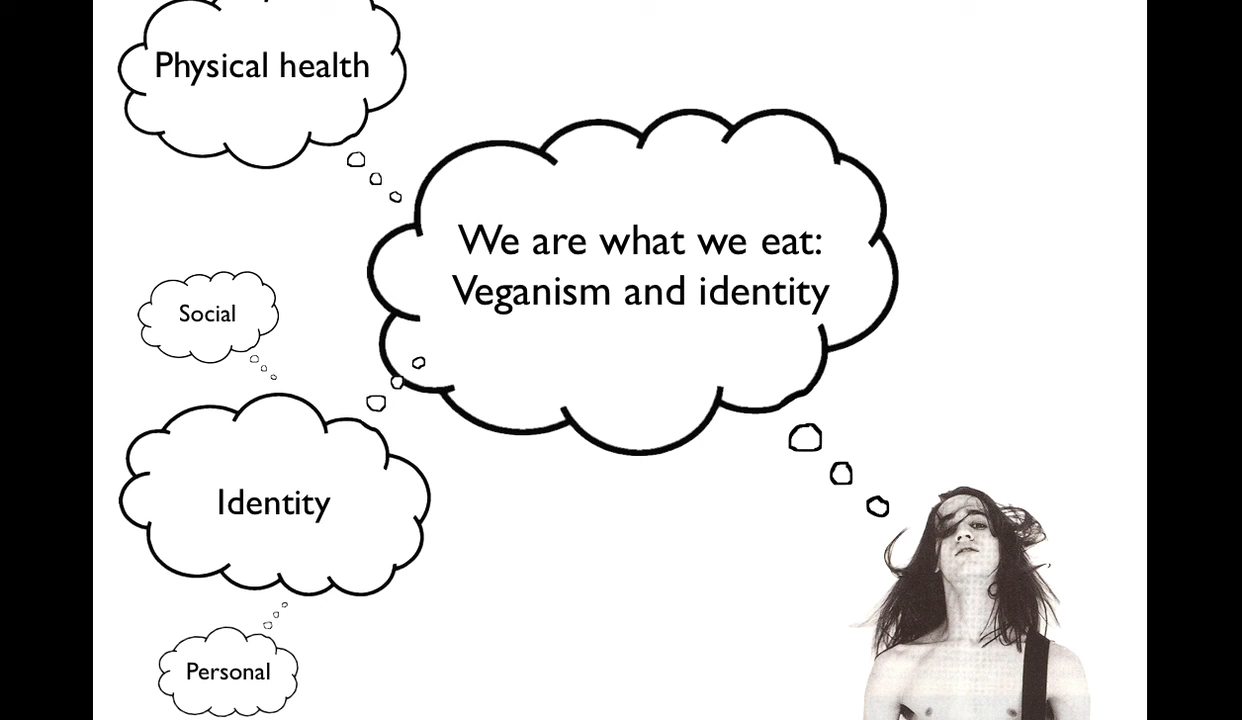 Physical health
We are what we eat:
Veganism and identity
Social
Identity
Personal